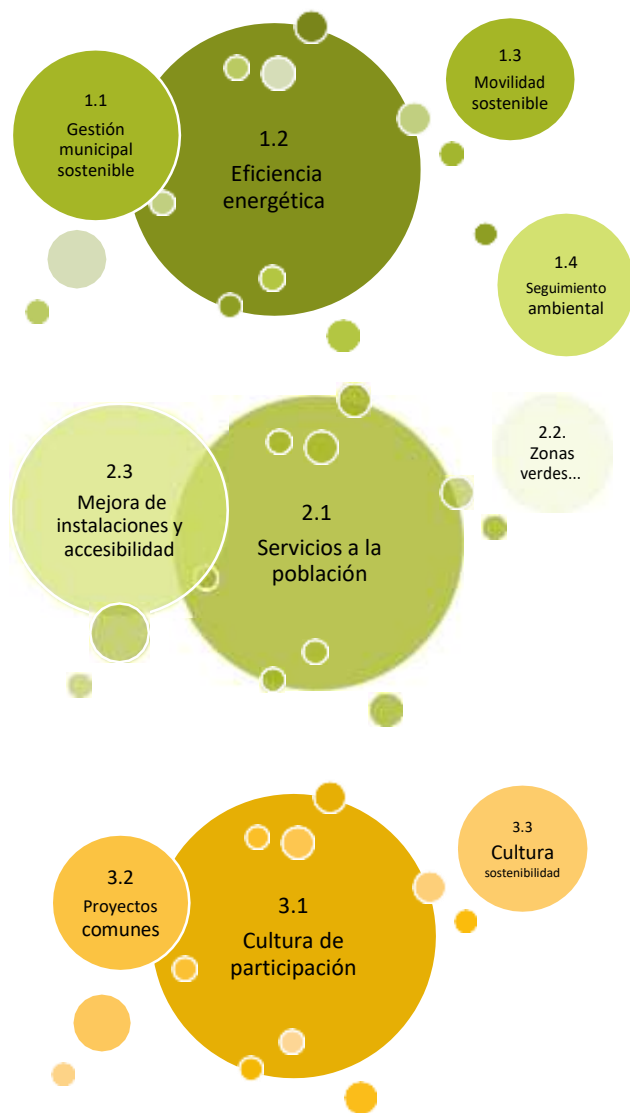 1.1
Gestión
municipal
sostenible
1.2
Eficiencia
energética
1.3
Movilidad
sostenible
1.4
Seguimiento
ambiental
2.3
Mejora de
instalaciones y
accesibilidad
2.1
Servicios a la
población
2.2.
Zonas
verdes...
3.2
Proyectos
comunes
3.1
Cultura de
participación
3.3
Cultura
sostenibilidad